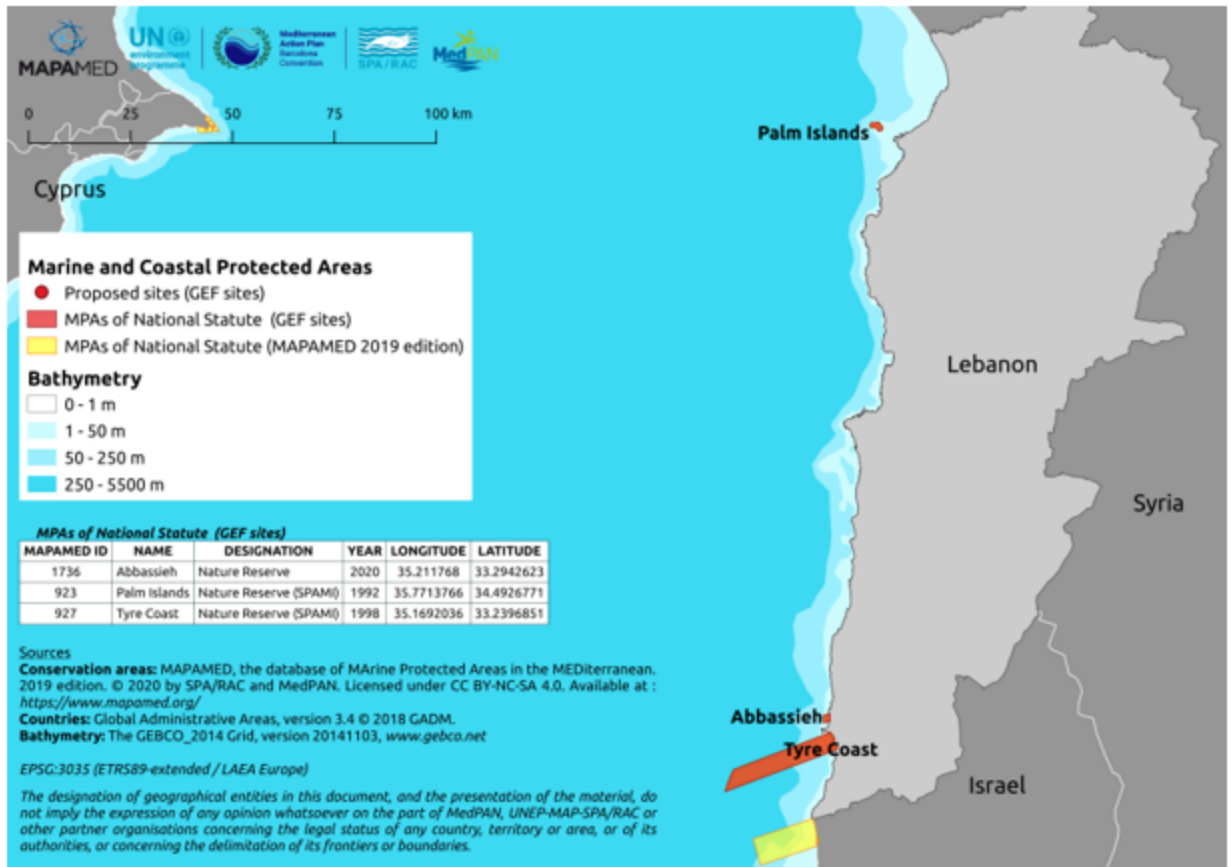 MAPAMED
UN
environment
programme
Mediterranean
Action Plan
Barcelona
Convention
SPA/RAC
MedPAN
0 25 50 75 100 km
Palm Islands
Cyprus
Marine and Coastal Protected Areas
Proposed sites (GEF sites)
MPAs of National Statute (GEF sites)
MPAs of National Statute (MAPAMED 2019 edition)
Bathymetry
0 - 1 m
1 - 50 m
50 - 250 m
250 - 5500 m
Lebanon
Syria
MPAs of National Statute (GEF sites)
MAPAMED ID NAME DESIGNATION YEAR LONGITUDE LATITUDE
1736 Abbassieh Nature Reserve 2020 35.211768 33.2942623
923 Palm Islands Nature Reserve (SPAMI) 1992 35.7713766 34.4926771
927 Tyre Coast Nature Reserve (SPAMI) 1998 35.1692036 33.2396851
Sources
Conservation areas: MAPAMED, the database of MArine Protected Areas in the MEDiterranean.
2019 edition. © 2020 by SPA/RAC and MedPAN. Licensed under CC BY-NC-SA 4.0. Available at :
https://www.mapamed.org/
Countries: Global Administrative Areas, version 3.4 © 2018 GADM.
Bathymetry: The GEBCO_2014 Grid, version 20141103, www.gebco.net
EPSG:3035 (ETRS89-extended / LAEA Europe)
The designation of geographical entities in this document, and the presentation of the material, do
not imply the expression of any opinion whatsoever on the part of MedPAN, UNEP-MAP-SPA/RAC or
other partner organisations concerning the legal status of any country, territory or area, or of its
authorities, or concerning the delimitation of its frontiers or boundaries.
Abbassieh
Tyre Coast
Israel